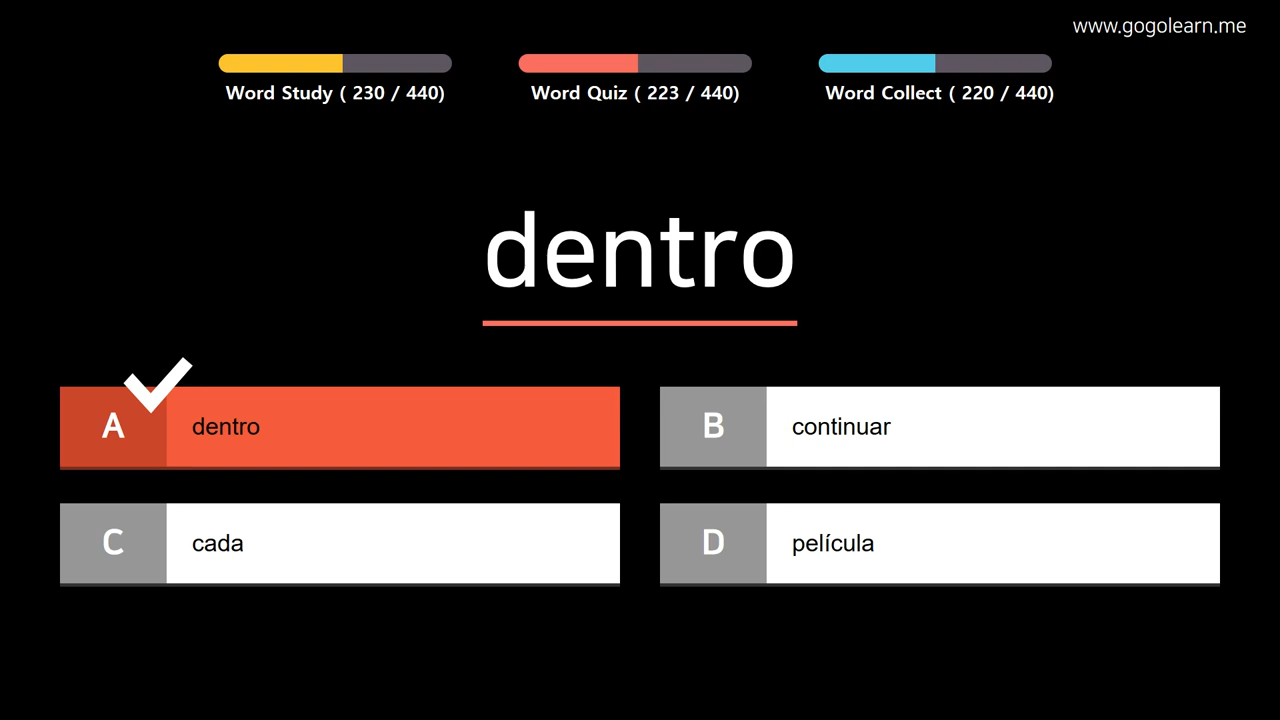 www.gogolearn.me
Word Study ( 230 / 440)
Word Quiz ( 223 / 440)
Word Collect ( 220 / 440)
dentro
A dentro
B continuar
C cada
D película